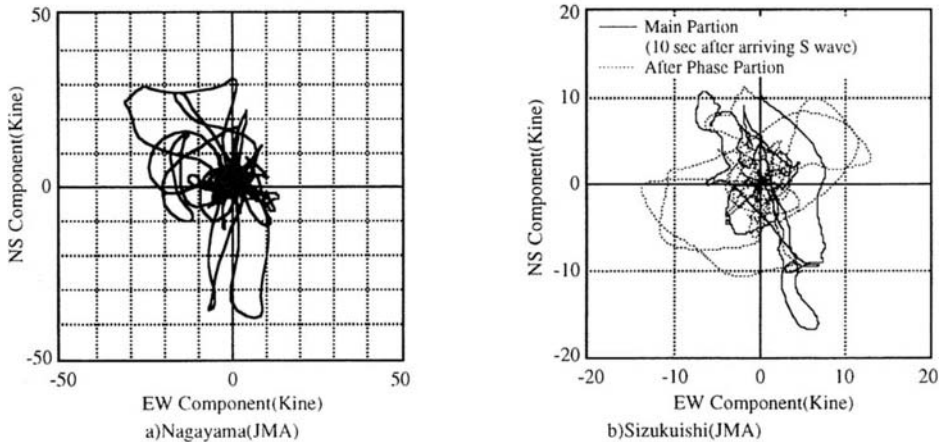 50
0
-50
-50
0
50
NS Component(Kine)
EW Component(Kine)
a)Nagayama(JMA)
20
10
0
-10
-20
-20
-10
0
10
20
NS Component(Kine)
Main Partion
(10 sec after arriving S wave)
After Phase Partion
EW Component(Kine)
b)Sizukuishi(JMA)